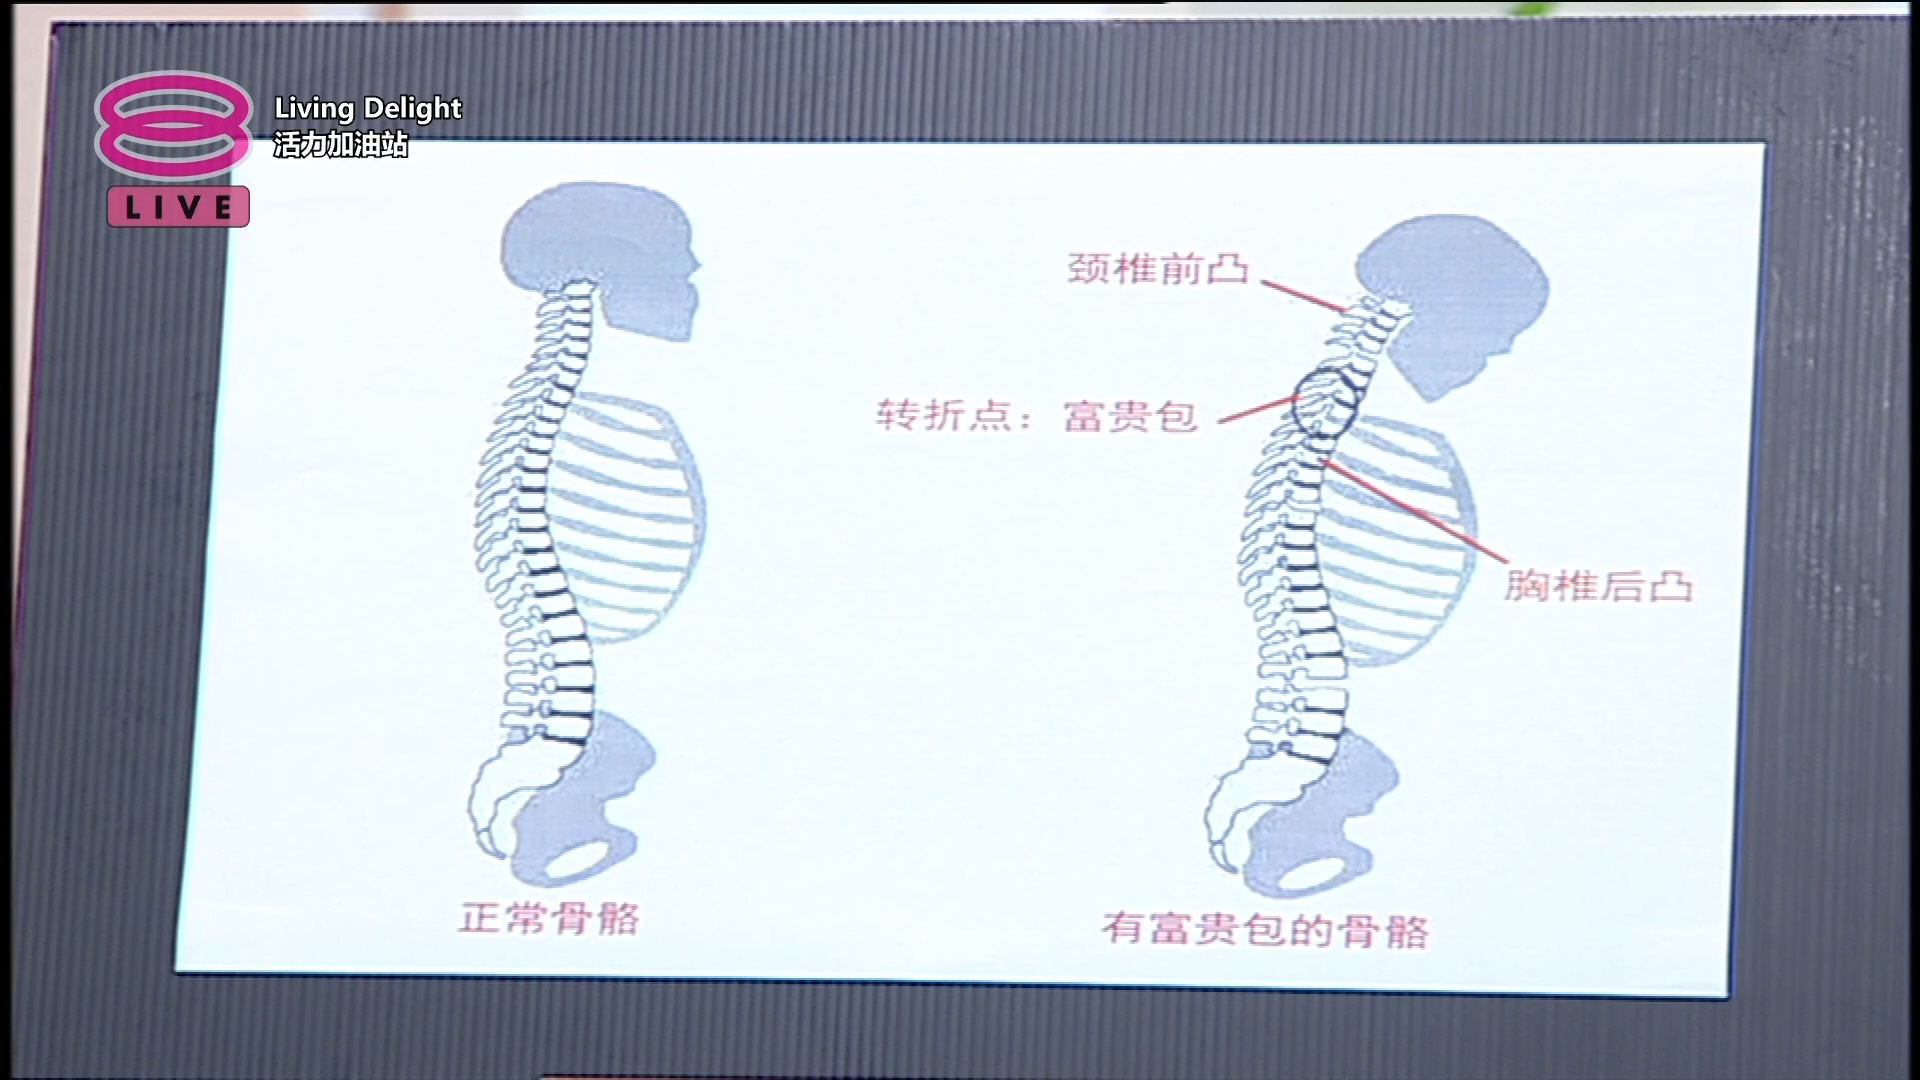 Living Delight
活力加油站
LIVE
颈椎前凸
转折点：富贵包
胸椎后凸
正常骨骼
有富贵包的骨骼